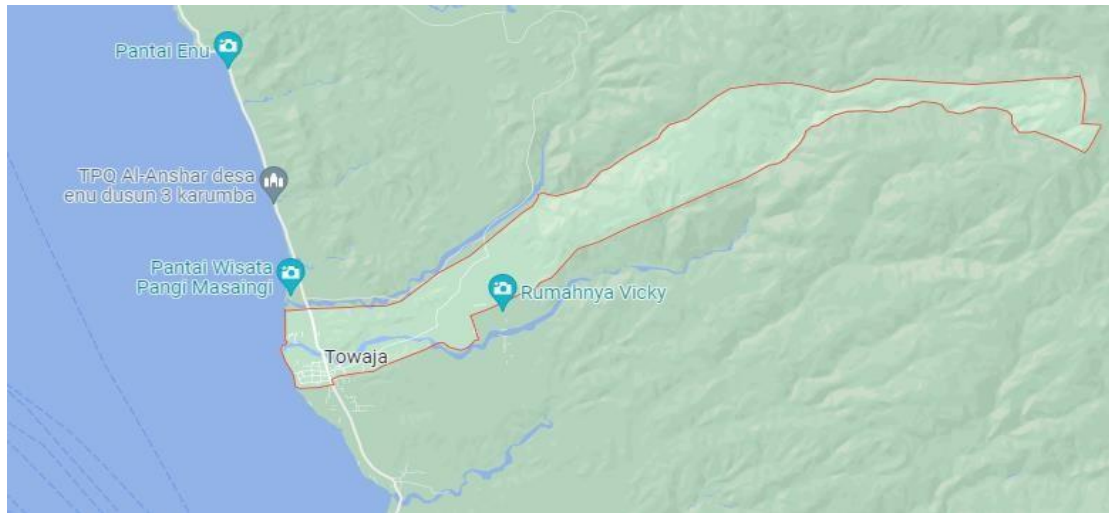 Pantai Enu
TPQ Al-Anshar desa
enu dusun 3 karumba
Pantai Wisata
Pangi Masaingi
Rumahnya Vicky
Towaja